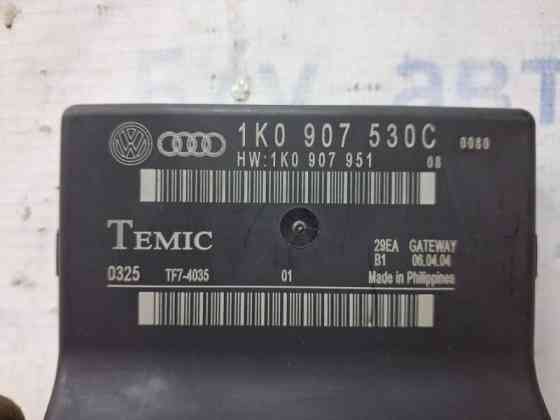 1K0 907 530C 0080
HW:1K0 907 951 08
TEMIC
29EA GATEWAY
B1 06.04.04
0325 TF7-4035 01 Made in Philippines